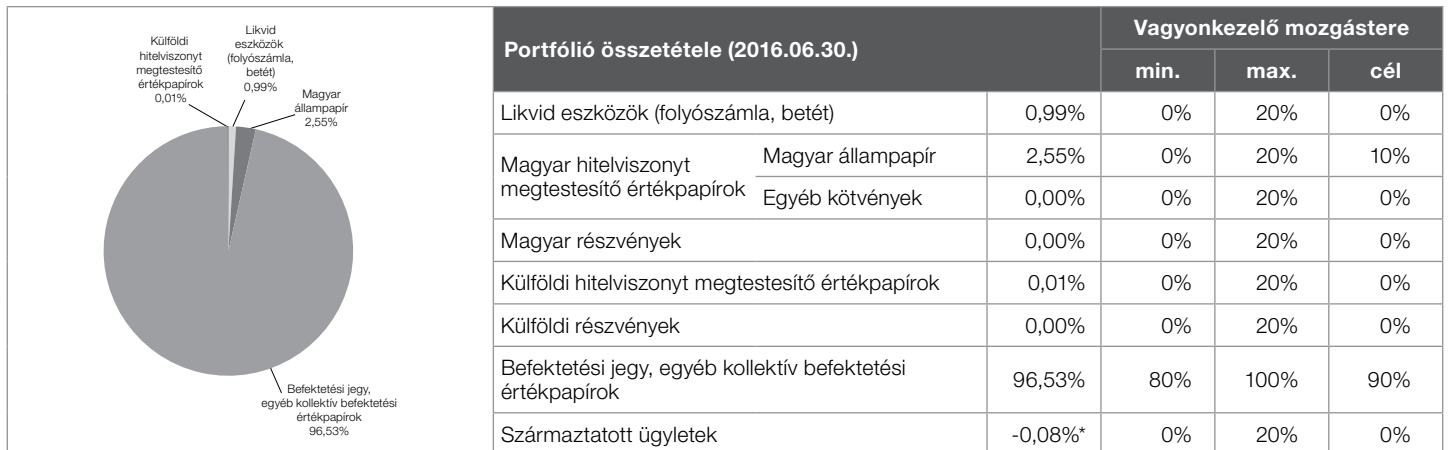 Külföldi
hitelviszonyt
megtestesítő
értékpapírok
0,01%
Likvid
eszközök
(folyószámla,
betét)
0,99%
Magyar
állampapír
2,55%
Befektetési jegy,
egyéb kollektív befektetési
értékpapírok
96,53%
Portfólió összetétele (2016.06.30.)
Vagyonkezelő mozgástere
min. max. cél
Likvid eszközök (folyószámla, betét) 0,99% 0% 20% 0%
Magyar hitelviszonyt
megtestesítő értékpapírok
Magyar állampapír 2,55% 0% 20% 10%
Egyéb kötvények 0,00% 0% 20% 0%
Magyar részvények 0,00% 0% 20% 0%
Külföldi hitelviszonyt megtestesítő értékpapírok 0,01% 0% 20% 0%
Külföldi részvények 0,00% 0% 20% 0%
Befektetési jegy, egyéb kollektív befektetési
értékpapírok 96,53% 80% 100% 90%
Származtatott ügyletek -0,08%* 0% 20% 0%